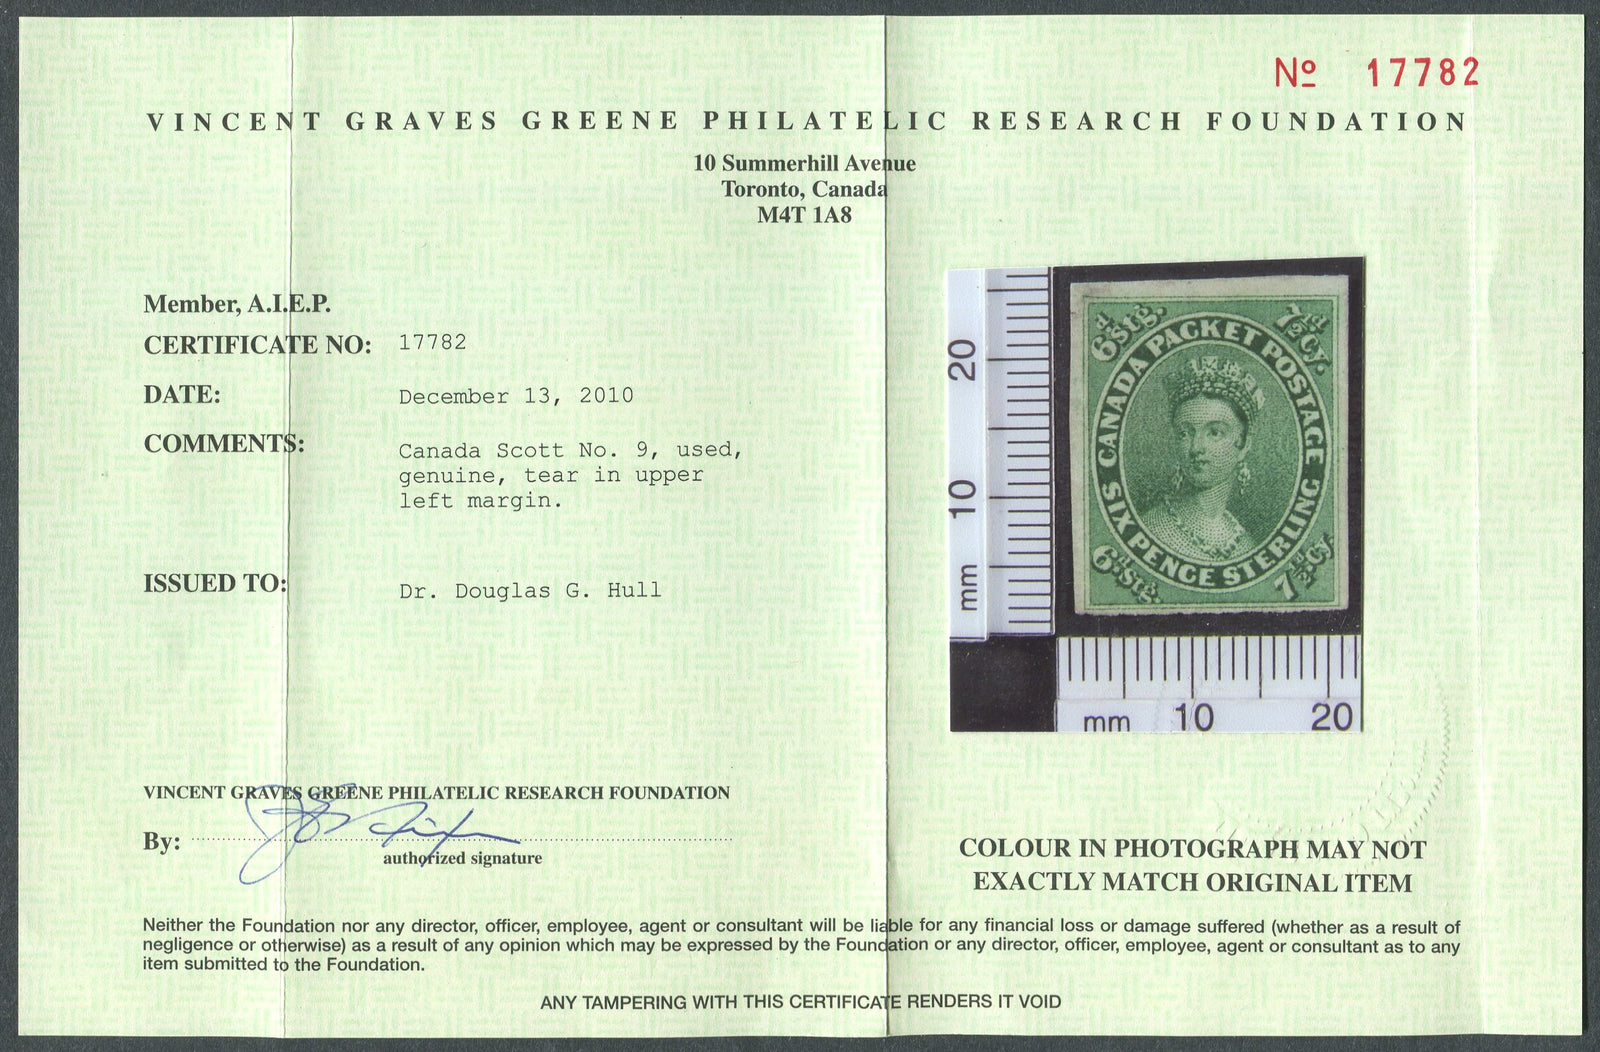 Nº 17782
VINCENT GRAVES GREENE PHILATELIC RESEARCH FOUNDATION
10 Summerhill Avenue
Toronto, Canada
M4T 1A8
Member, A.I.E.P.
CERTIFICATE NO: 17782
DATE: December 13, 2010
COMMENTS: Canada Scott No. 9, used,
genuine, tear in upper
left margin.
ISSUED TO: Dr. Douglas G. Hull
20
10
mm
6d Stg.
7½d Cy.
CANADA PACKET POSTAGE
SIX PENCE STERLING
6d Stg.
7½d Cy.
mm 10 20
VINCENT GRAVES GREENE PHILATELIC RESEARCH FOUNDATION
By:
authorized signature
COLOUR IN PHOTOGRAPH MAY NOT
EXACTLY MATCH ORIGINAL ITEM
Neither the Foundation nor any director, officer, employee, agent or consultant will be liable for any financial loss or damage suffered (whether as a result of
negligence or otherwise) as a result of any opinion which may be expressed by the Foundation or any director, officer, employee, agent or consultant as to any
item submitted to the Foundation.
ANY TAMPERING WITH THIS CERTIFICATE RENDERS IT VOID